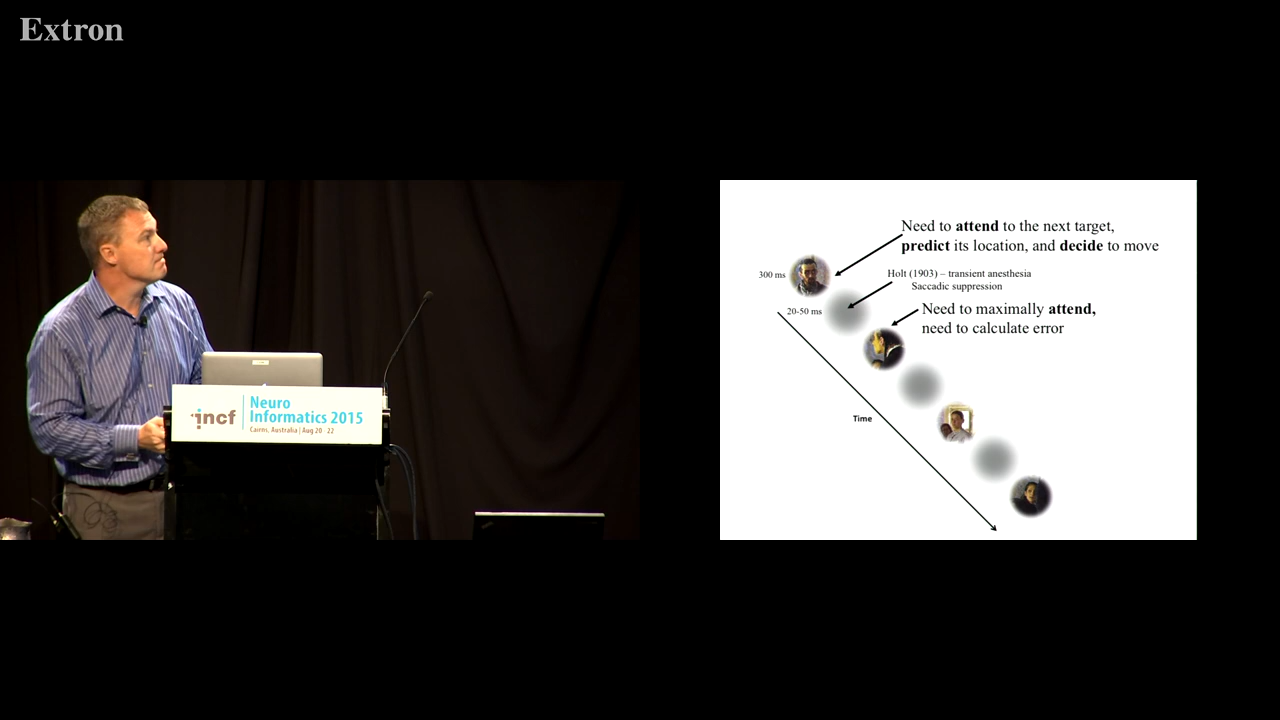 Extron
Need to attend to the next target,
predict its location, and decide to move
300 ms
Holt (1903) – transient anesthesia
Saccadic suppression
20-50 ms
Need to maximally attend,
need to calculate error
Time
incf
Neuro
Informatics 2015
Cairns, Australia | Aug 20 22